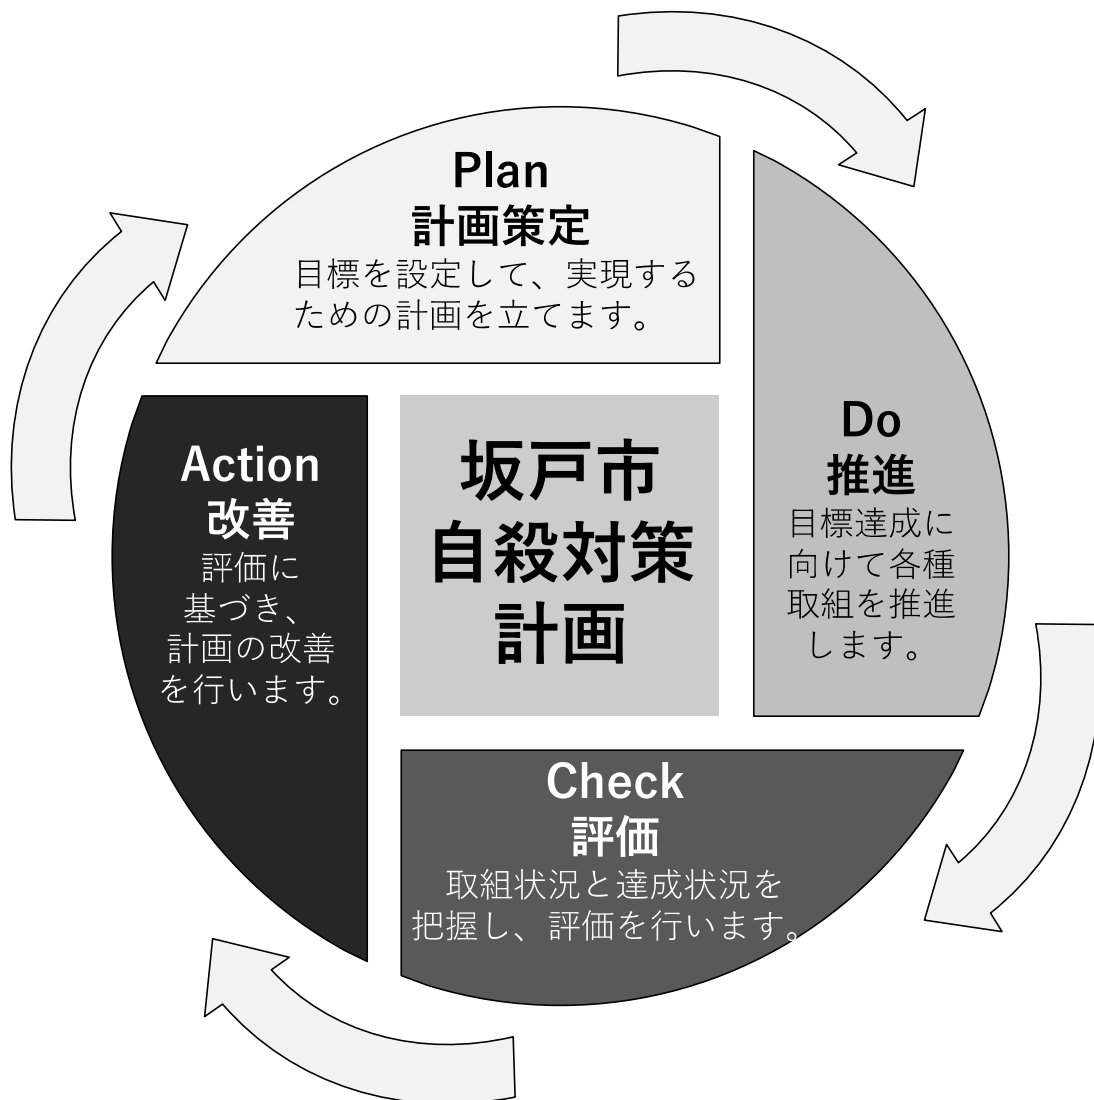 Plan
計画策定
目標を設定して、実現する
ための計画を立てます。
Do
推進
目標達成に
向けて各種
取組を推進
します。
Check
評価
取組状況と達成状況を
把握し、評価を行います。
Action
改善
評価に
基づき、
計画の改善
を行います。
坂戸市
自殺対策
計画